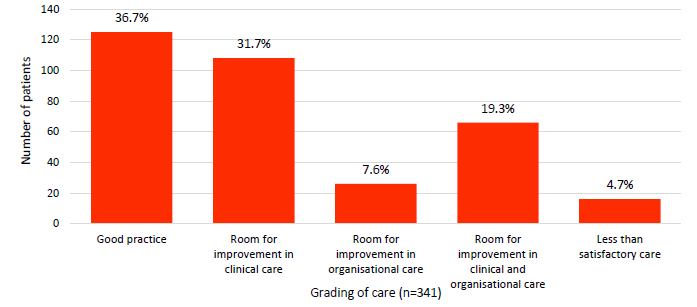 140
120
100
80
60
40
20
0
Number of patients
36.7%
31.7%
7.6%
19.3%
4.7%
Good practice
Room for
improvement in
clinical care
Room for
improvement in
organisational care
Room for
improvement in
clinical and
organisational care
Less than
satisfactory care
Grading of care (n=341)